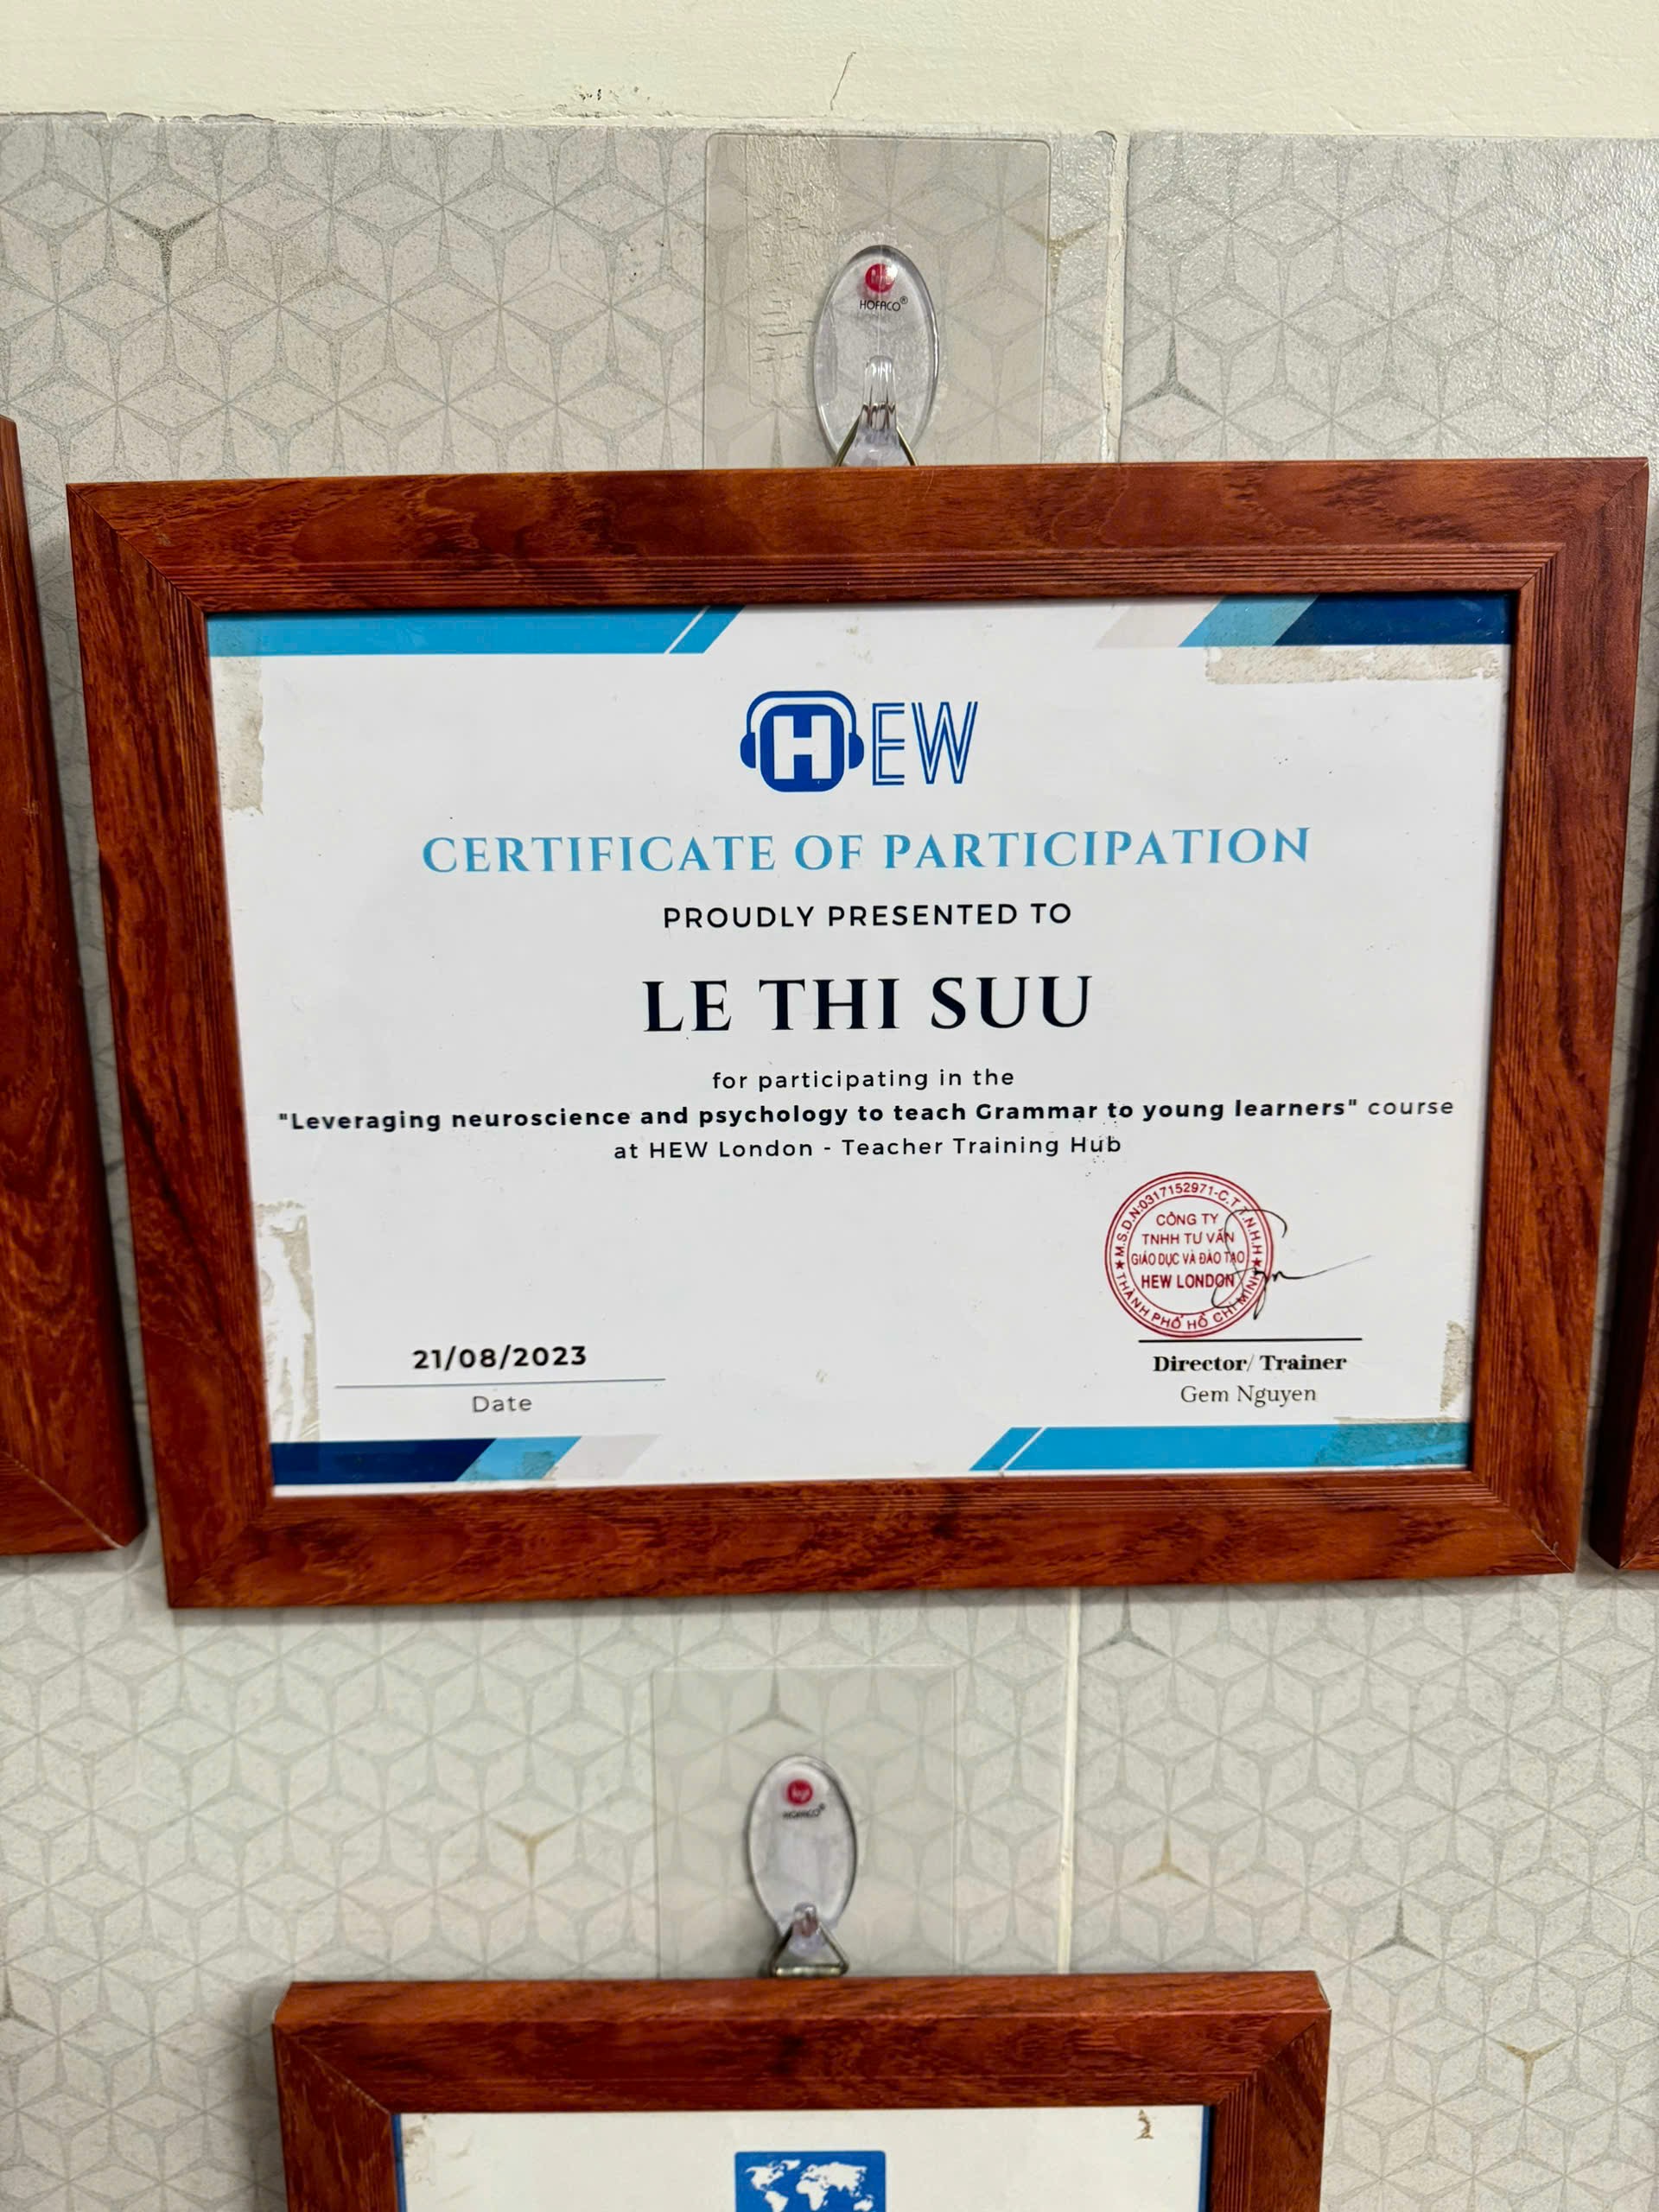 HOFACO®
HEW
CERTIFICATE OF PARTICIPATION
PROUDLY PRESENTED TO
LE THI SUU
for participating in the
"Leveraging neuroscience and psychology to teach Grammar to young learners" course
at HEW London - Teacher Training Hub
M.S.D.N:0317152971-C.T.T.N.H.H
CÔNG TY
TNHH TƯ VẤN
GIÁO DỤC VÀ ĐÀO TẠO
HEW LONDON
THÀNH PHỐ HỒ CHÍ MINH
21/08/2023
Date
Director/ Trainer
Gem Nguyen
HOFACO®